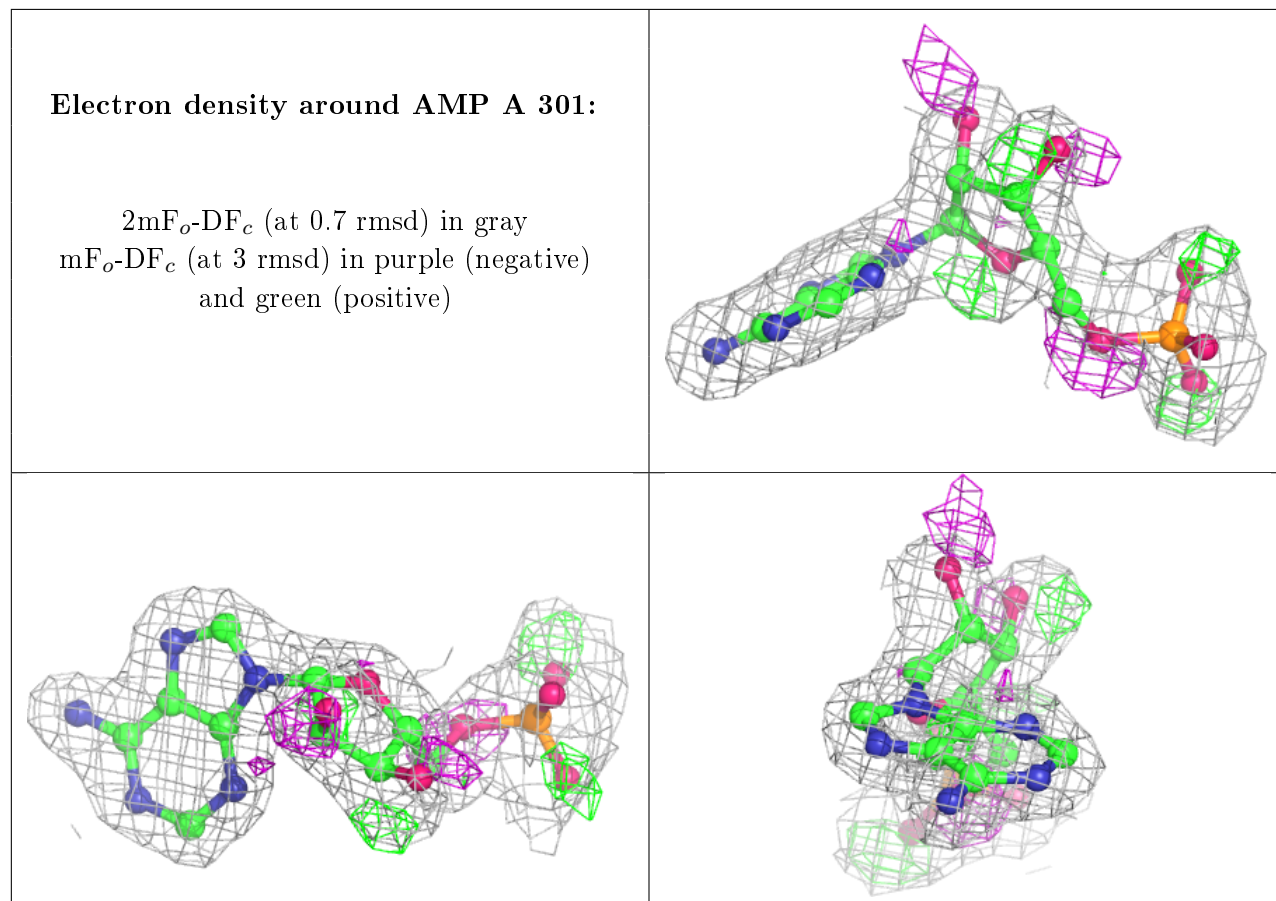 Electron density around AMP A 301:
2mFo-DFc (at 0.7 rmsd) in gray
mFo-DFc (at 3 rmsd) in purple (negative)
and green (positive)